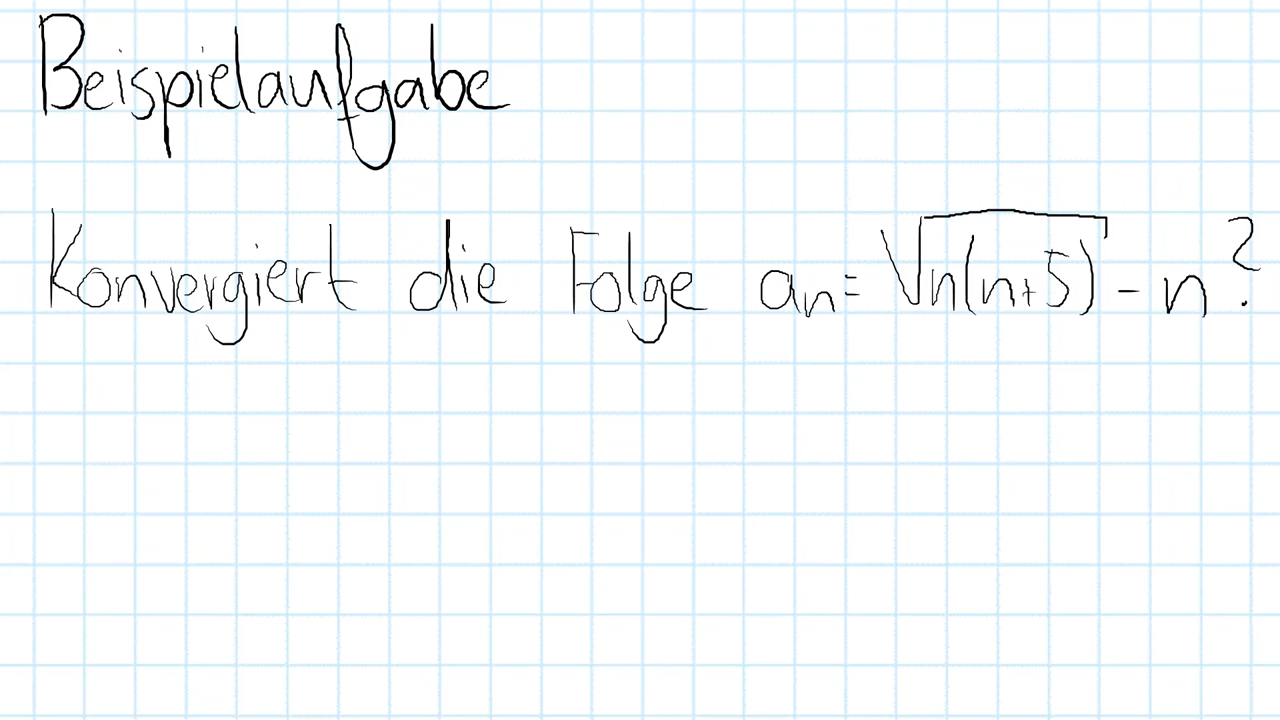 Beispielaufgabe
Konvergiert die Folge an = √n(n+5) - n?